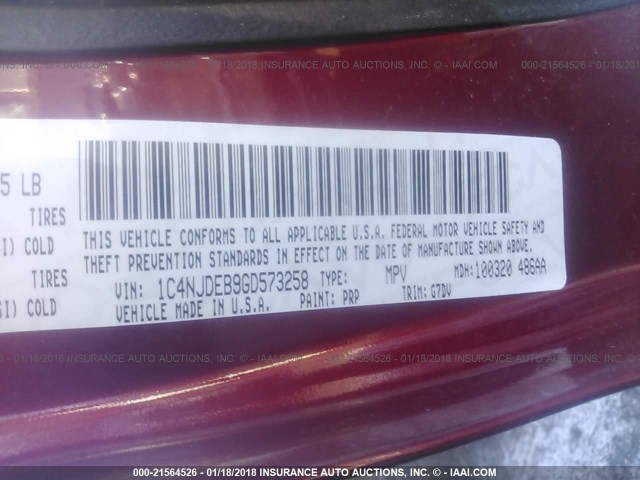 000-21564526 - 01/18/2018 INSURANCE AUTO AUCTIONS, INC. - © - IAAI.COM
5 LB
TIRES
I) COLD
SI) COLD
THIS VEHICLE CONFORMS TO ALL APPLICABLE U.S.A. FEDERAL MOTOR VEHICLE SAFETY AND
THEFT PREVENTION STANDARDS IN EFFECT ON THE DATE OF MANUFACTURE SHOWN ABOVE.
VIN: 1C4NJDEB9GD573258 TYPE: MPV MDH:100320 486AA
VEHICLE MADE IN U.S.A. PAINT: PRP TRIM: G7DV
000-21564526 - 01/18/2018 INSURANCE AUTO AUCTIONS, INC. - © - IAAI.COM